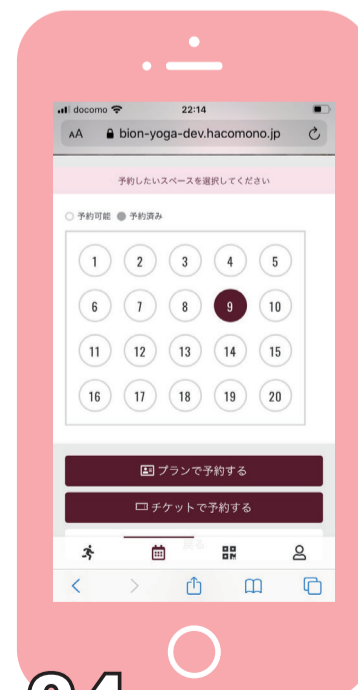 docomo 22:14
AA bion-yoga-dev.hacomono.jp
予約したいスペースを選択してください
予約可能 予約済み
1 2 3 4 5
6 7 8 9 10
11 12 13 14 15
16 17 18 19 20
プランで予約する
チケットで予約する
戻る